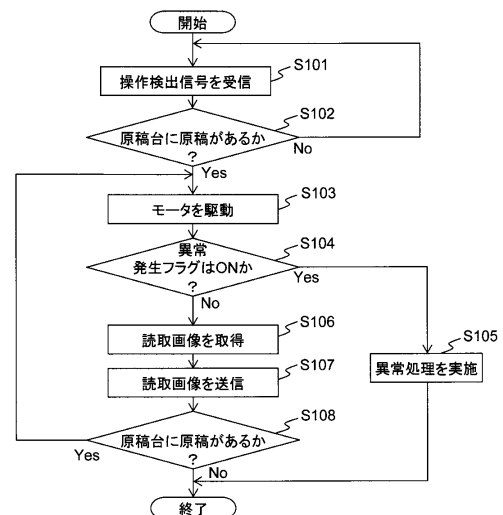 開始
S101
操作検出信号を受信
S102
原稿台に原稿があるか
?
No
Yes
S103
モータを駆動
S104
異常
発生フラグはONか
?
Yes
No
S106
読取画像を取得
S105
異常処理を実施
S107
読取画像を送信
S108
原稿台に原稿があるか
?
Yes
No
終了